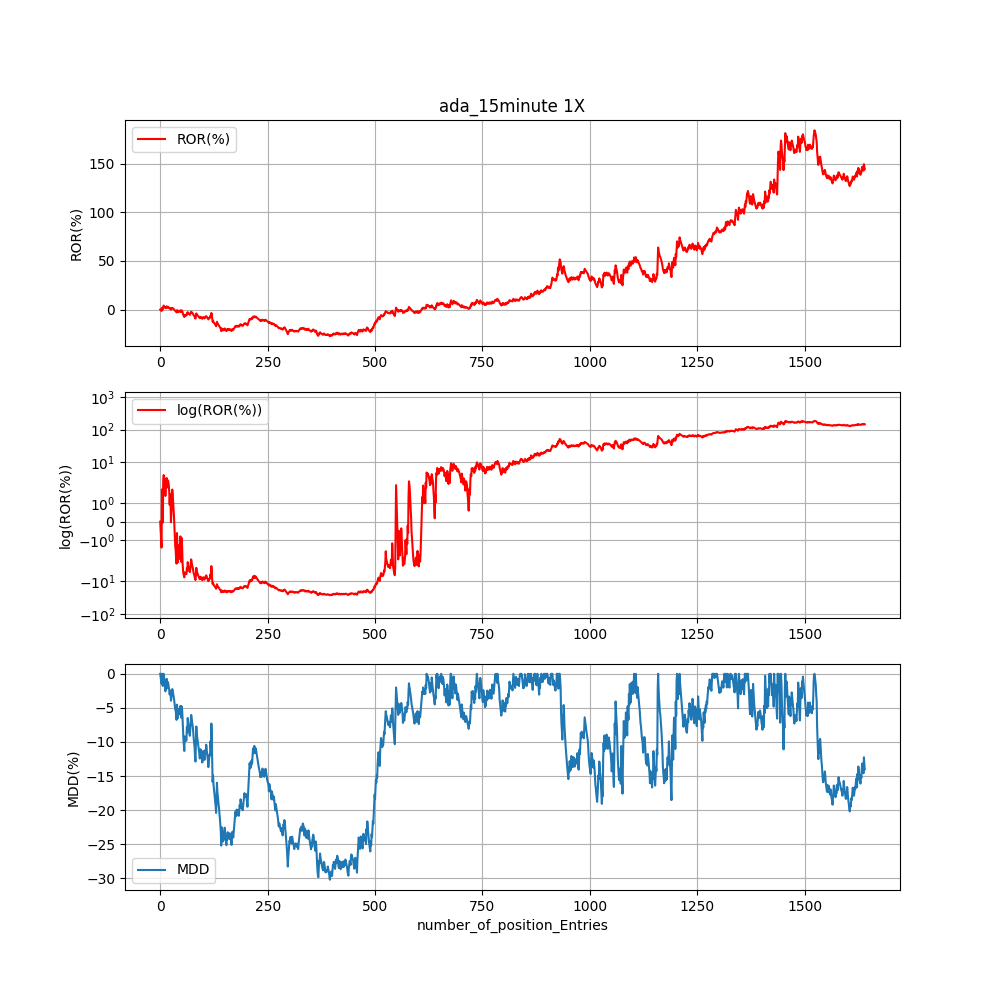 ada_15minute 1X
ROR(%)
ROR(%)
150
100
50
0
0 250 500 750 1000 1250 1500
log(ROR(%))
log(ROR(%))
10³
10²
10¹
10⁰
0
−10⁰
−10¹
−10²
0 250 500 750 1000 1250 1500
MDD(%)
0
−5
−10
−15
−20
−25
−30
MDD
0 250 500 750 1000 1250 1500
number_of_position_Entries